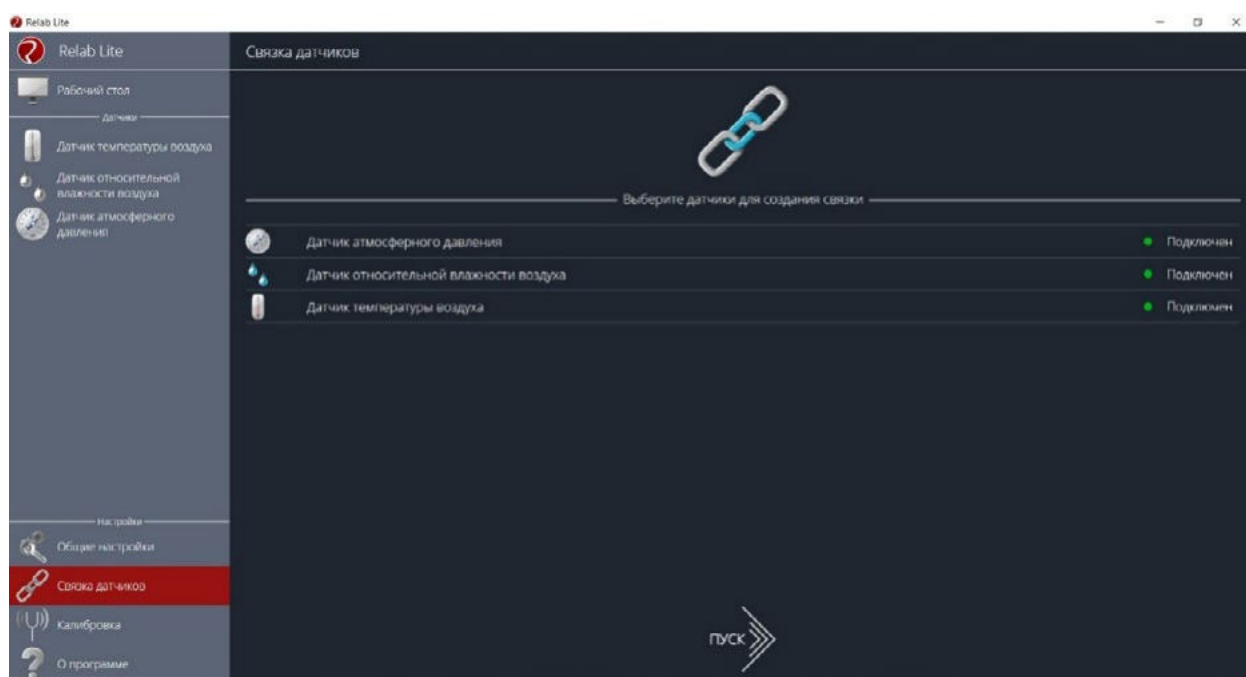 Relab Lite
Relab Lite
Связка датчиков
Рабочий стол
Датчики
Датчик температуры воздуха
Датчик относительной
влажности воздуха
Датчик атмосферного
давления
Выберите датчики для создания связки
Датчик атмосферного давления
Подключен
Датчик относительной влажности воздуха
Подключен
Датчик температуры воздуха
Подключен
Настройки
Общие настройки
Связка датчиков
Калибровка
О программе
ПУСК